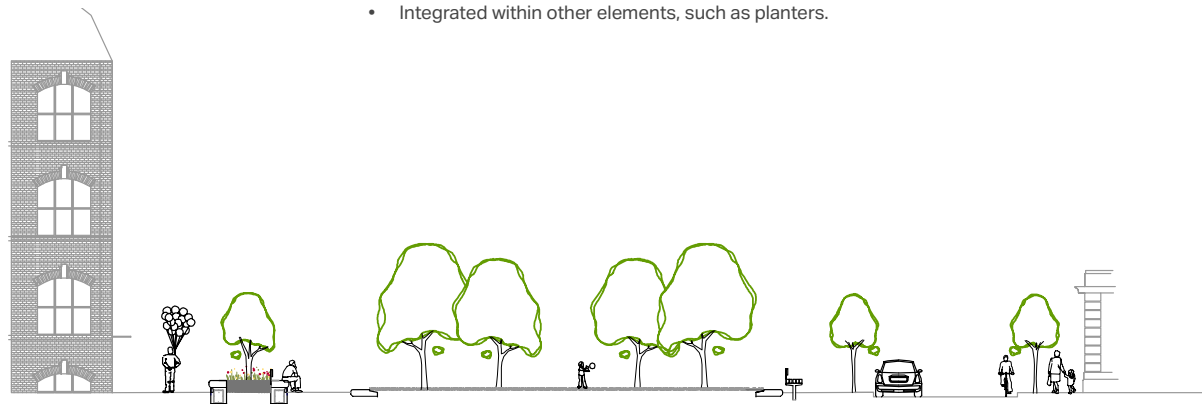 • Integrated within other elements, such as planters.